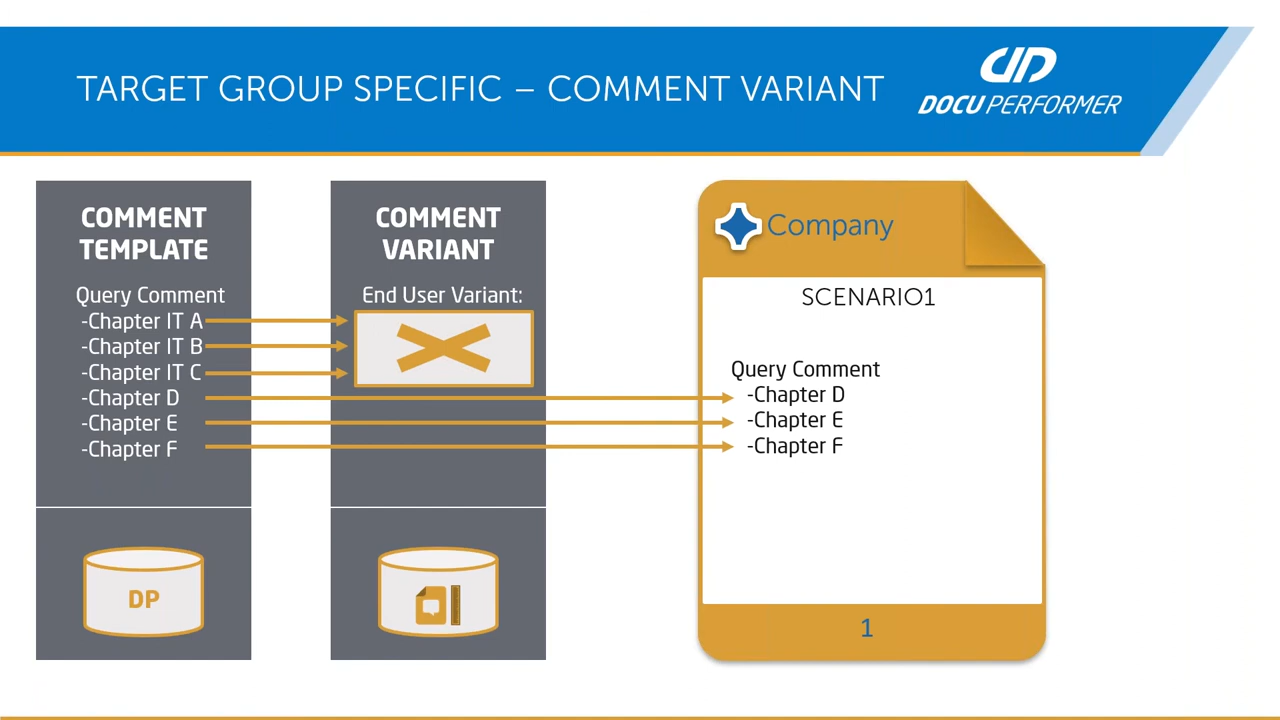 TARGET GROUP SPECIFIC – COMMENT VARIANT
DOCU PERFORMER
COMMENT
TEMPLATE
Query Comment
-Chapter IT A
-Chapter IT B
-Chapter IT C
-Chapter D
-Chapter E
-Chapter F
DP
COMMENT
VARIANT
End User Variant:
Company
SCENARIO1
Query Comment
-Chapter D
-Chapter E
-Chapter F
1